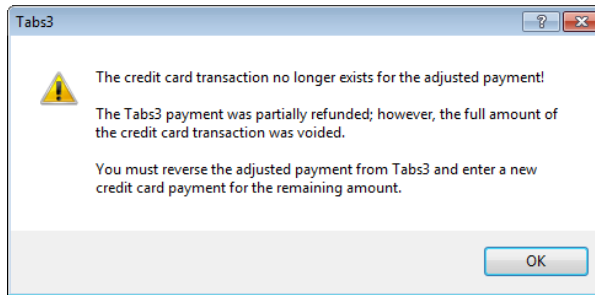 Tabs3
The credit card transaction no longer exists for the adjusted payment!
The Tabs3 payment was partially refunded; however, the full amount of
the credit card transaction was voided.
You must reverse the adjusted payment from Tabs3 and enter a new
credit card payment for the remaining amount.
OK